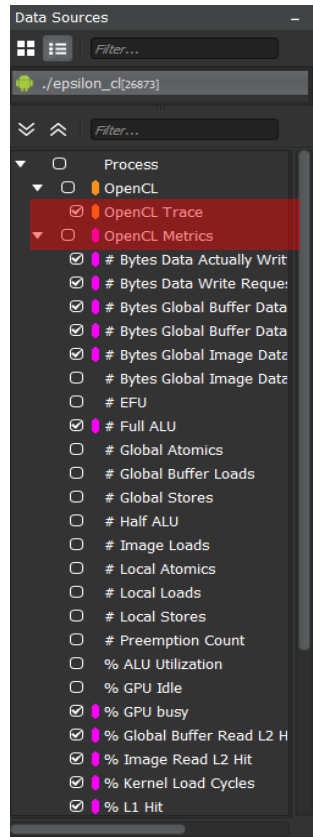 Data Sources
Filter...
./epsilon_cl[26873]
Filter...
Process
OpenCL
OpenCL Trace
OpenCL Metrics
# Bytes Data Actually Writ
# Bytes Data Write Reque
# Bytes Global Buffer Data
# Bytes Global Buffer Data
# Bytes Global Image Data
# Bytes Global Image Data
# EFU
# Full ALU
# Global Atomics
# Global Buffer Loads
# Global Stores
# Half ALU
# Image Loads
# Local Atomics
# Local Loads
# Local Stores
# Preemption Count
% ALU Utilization
% GPU Idle
% GPU busy
% Global Buffer Read L2 H
% Image Read L2 Hit
% Kernel Load Cycles
% L1 Hit